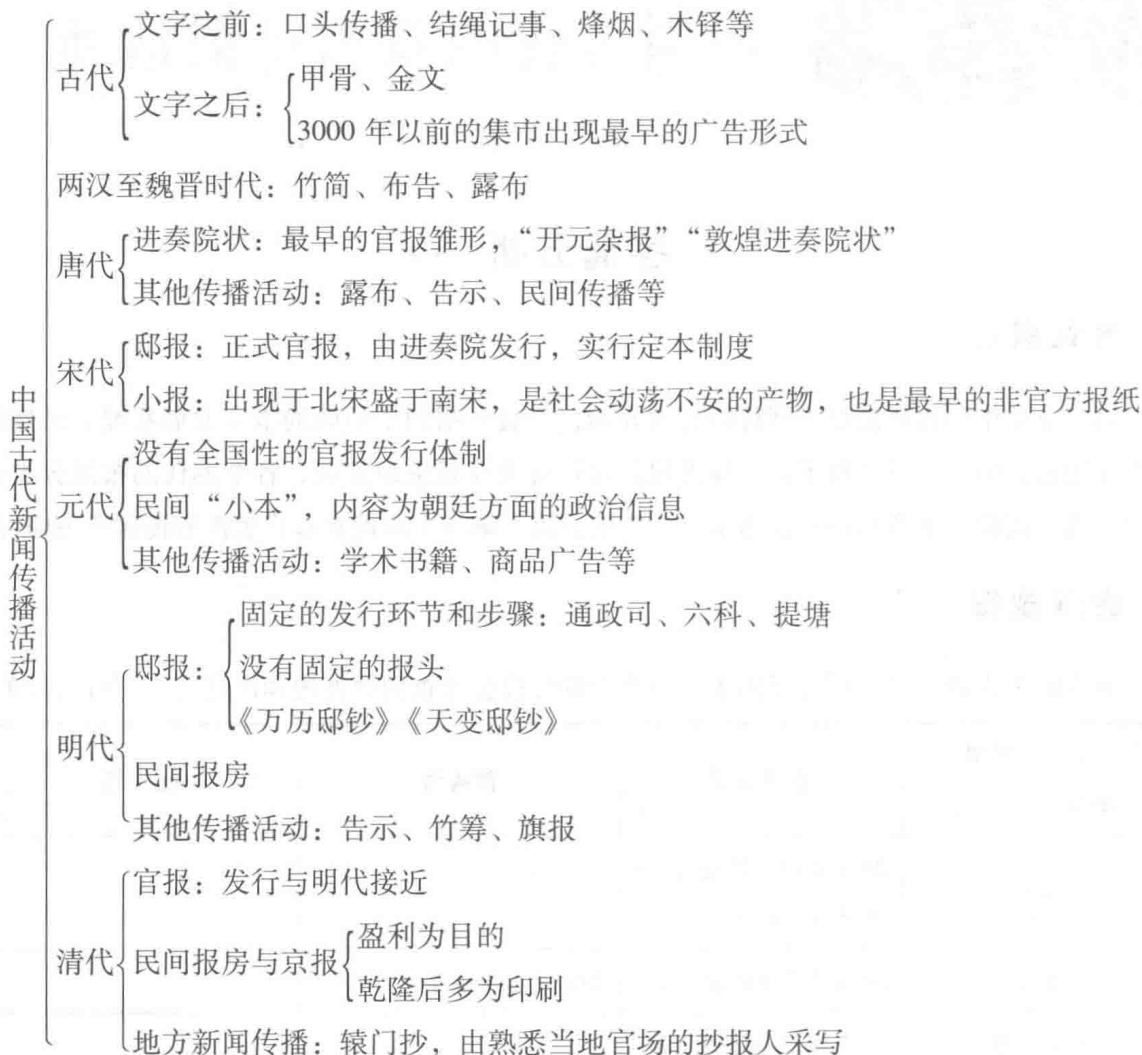 文字之前：口头传播、结绳记事、烽烟、木铎等
古代
文字之后：
甲骨、金文
3000 年以前的集市出现最早的广告形式
两汉至魏晋时代：竹简、布告、露布
唐代
进奏院状：最早的官报雏形，“开元杂报”“敦煌进奏院状”
其他传播活动：露布、告示、民间传播等
宋代
邸报：正式官报，由进奏院发行，实行定本制度
小报：出现于北宋盛于南宋，是社会动荡不安的产物，也是最早的非官方报纸
中国古代新闻传播活动
元代
没有全国性的官报发行体制
民间“小本”，内容为朝廷方面的政治信息
其他传播活动：学术书籍、商品广告等
明代
邸报：
固定的发行环节和步骤：通政司、六科、提塘
没有固定的报头
《万历邸钞》《天变邸钞》
民间报房
其他传播活动：告示、竹筹、旗报
清代
官报：发行与明代接近
民间报房与京报
盈利为目的
乾隆后多为印刷
地方新闻传播：辕门抄，由熟悉当地官场的抄报人采写